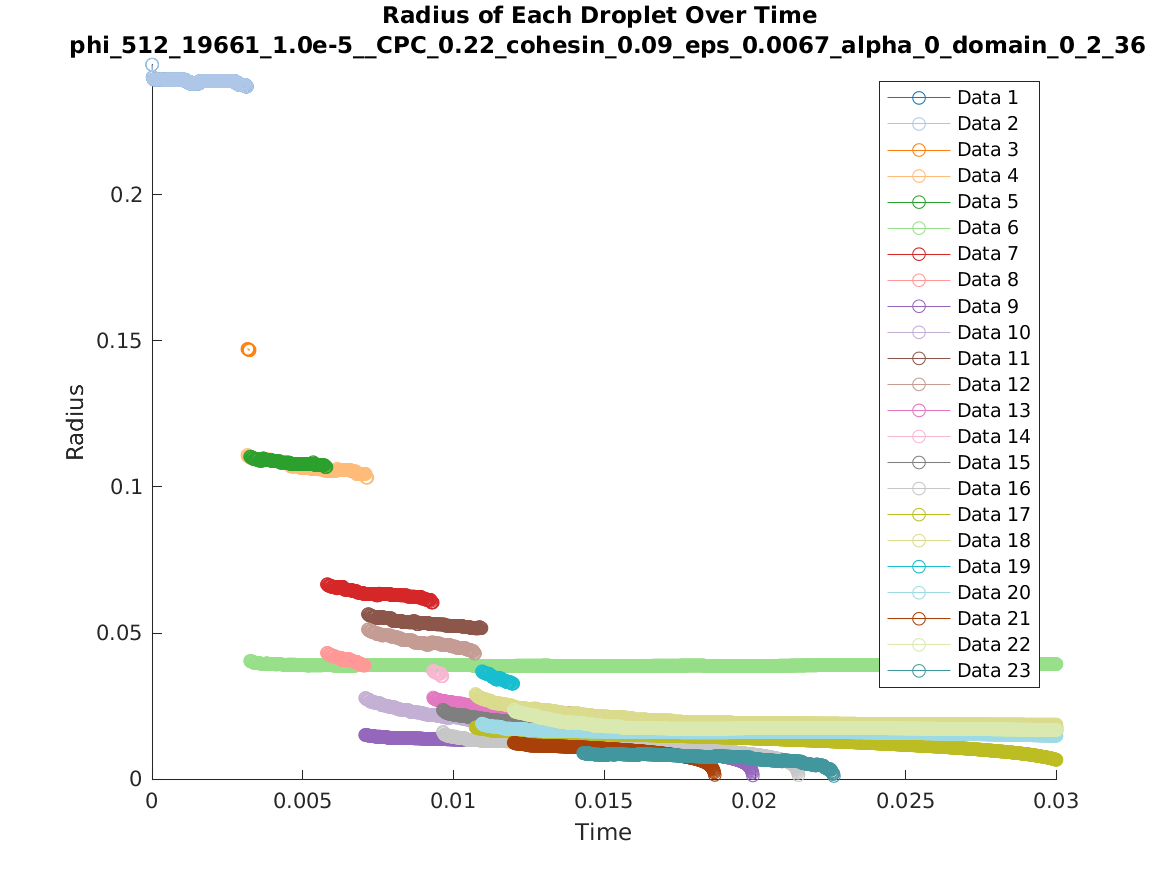 Radius of Each Droplet Over Time
phi_512_19661_1.0e-5__CPC_0.22_cohesin_0.09_eps_0.0067_alpha_0_domain_0_2_36
Data 1
Data 2
Data 3
Data 4
Data 5
Data 6
Data 7
Data 8
Data 9
Data 10
Data 11
Data 12
Data 13
Data 14
Data 15
Data 16
Data 17
Data 18
Data 19
Data 20
Data 21
Data 22
Data 23
Radius
0.2
0.15
0.1
0.05
0
0
0.005
0.01
0.015
0.02
0.025
0.03
Time